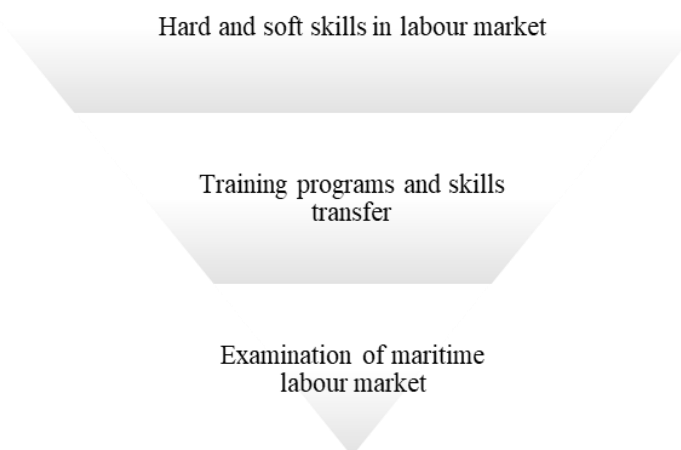 Hard and soft skills in labour market
Training programs and skills
transfer
Examination of maritime
labour market